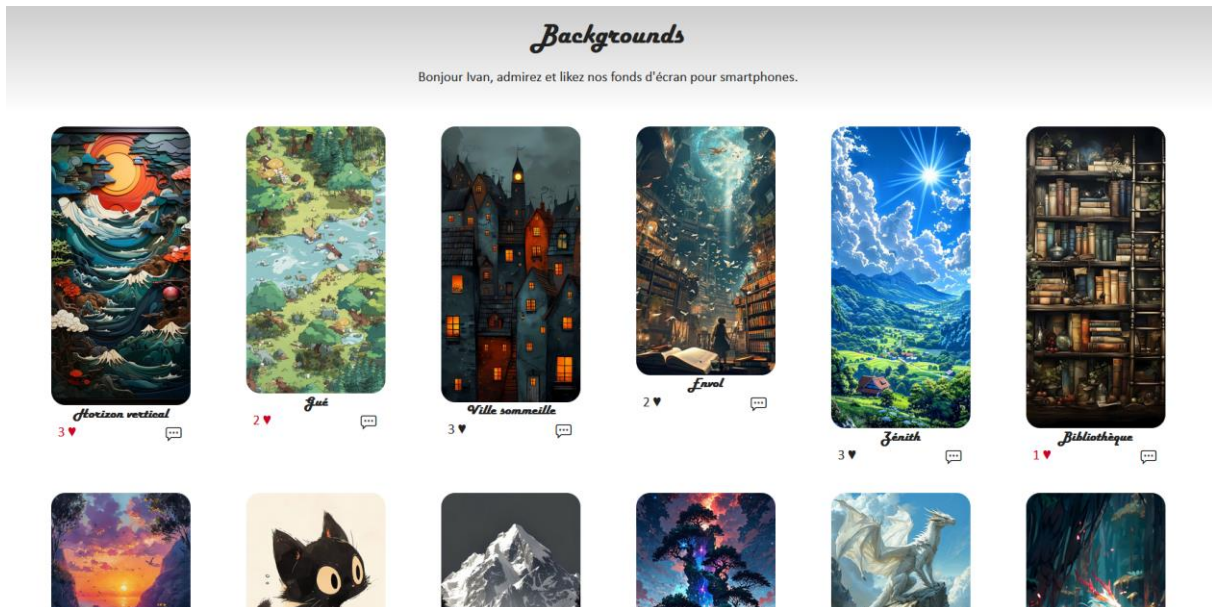 Backgrounds
Bonjour Ivan, admirez et likez nos fonds d'écran pour smartphones.
Horizon vertical
3 ♥
Gué
2 ♥
Ville sommeille
3 ♥
Envol
2 ♥
Zénith
3 ♥
Bibliothèque
1 ♥